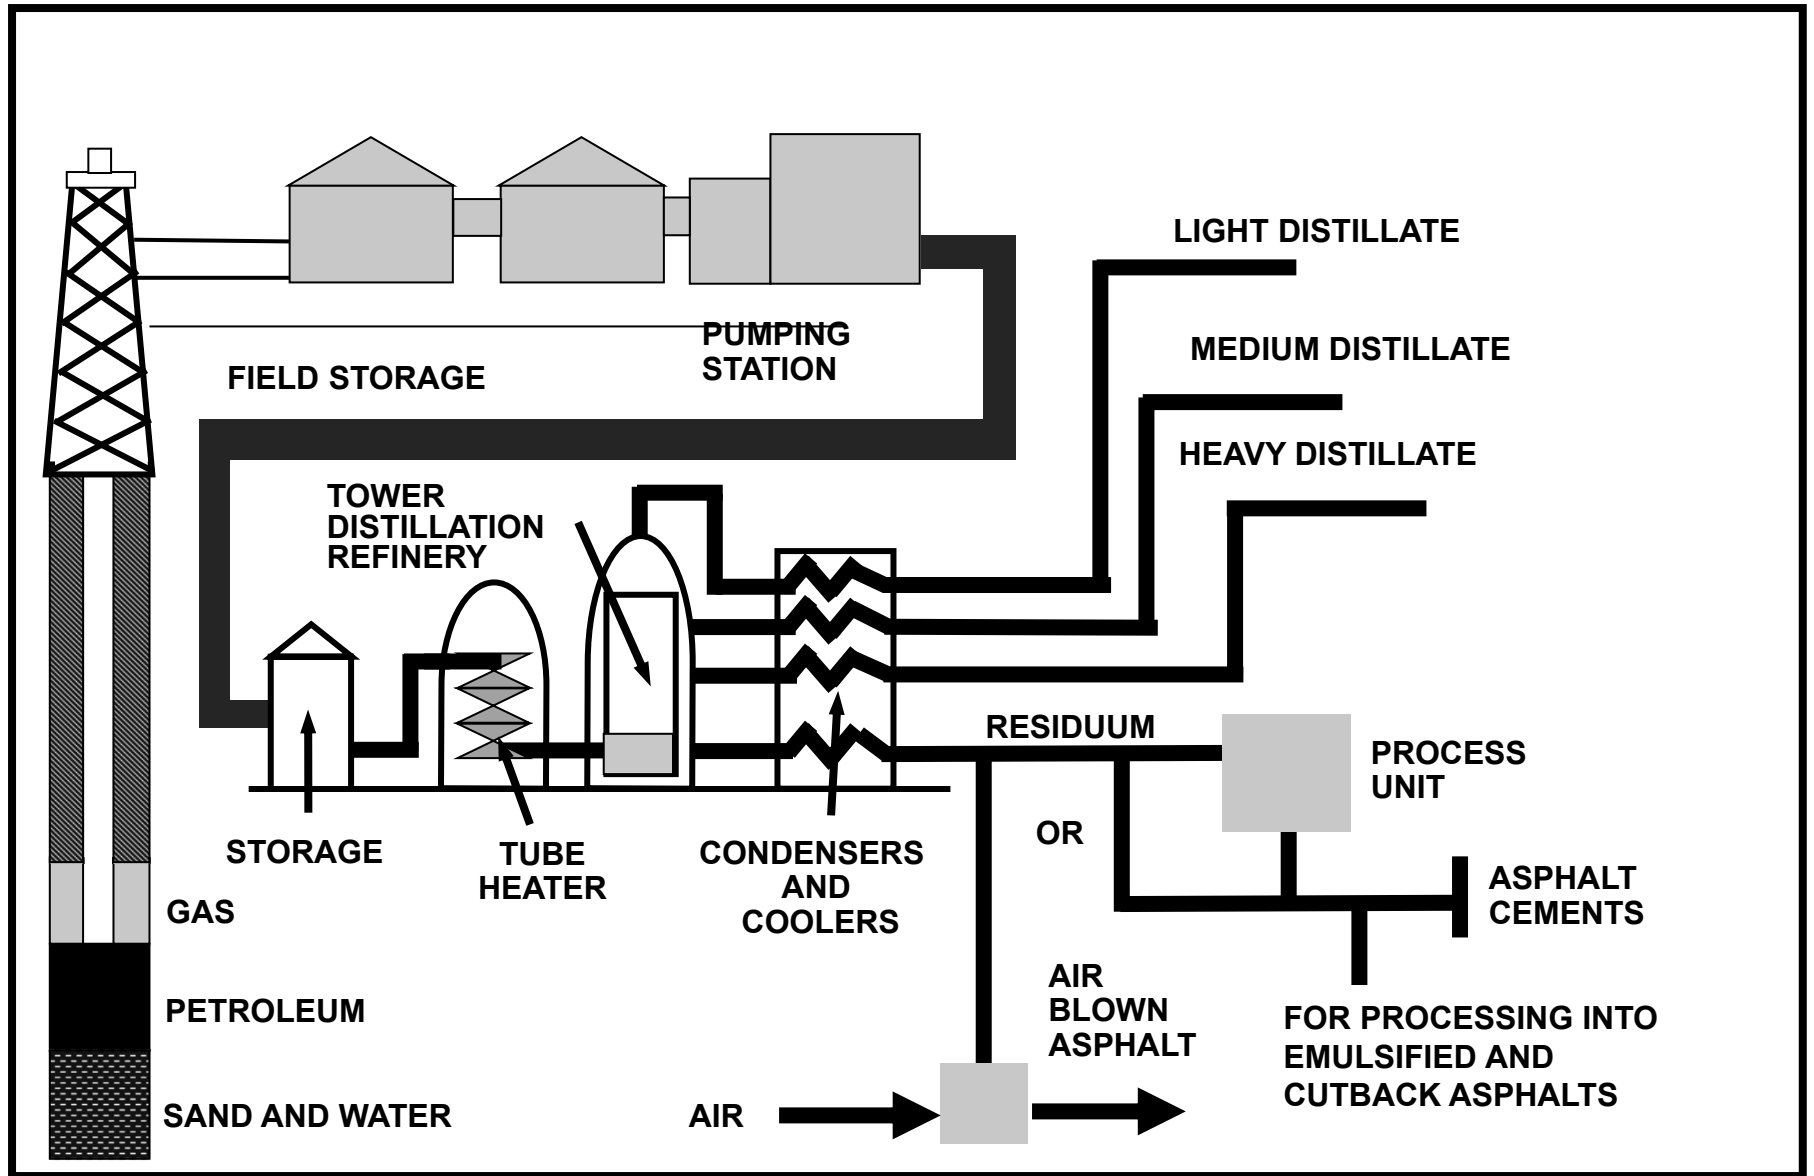 LIGHT DISTILLATE
PUMPING
STATION
MEDIUM DISTILLATE
FIELD STORAGE
HEAVY DISTILLATE
TOWER
DISTILLATION
REFINERY
RESIDUUM
PROCESS
UNIT
OR
STORAGE
TUBE
HEATER
CONDENSERS
AND
COOLERS
ASPHALT
CEMENTS
GAS
AIR
BLOWN
ASPHALT
PETROLEUM
FOR PROCESSING INTO
EMULSIFIED AND
CUTBACK ASPHALTS
SAND AND WATER
AIR